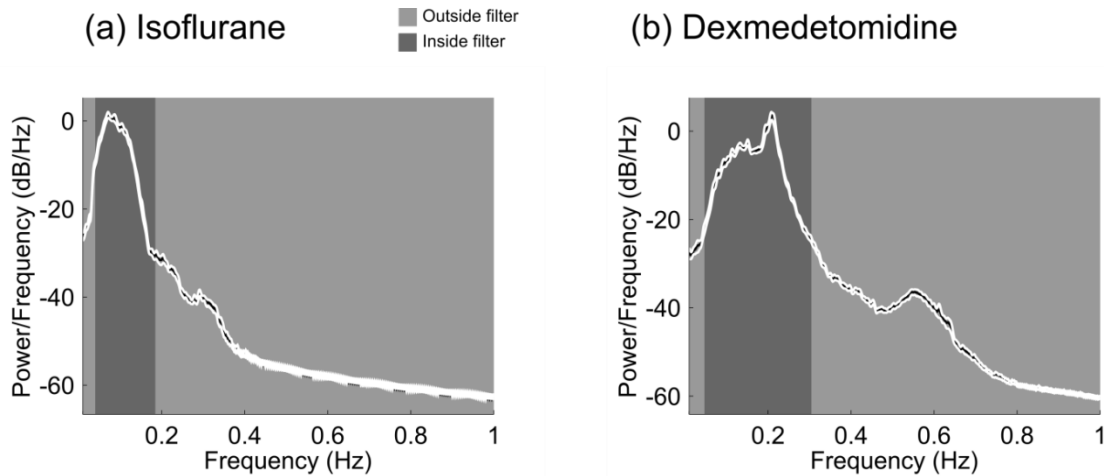 (a) Isoflurane
Outside filter
Inside filter
(b) Dexmedetomidine
Power/Frequency (dB/Hz)
0
-20
-40
-60
0.2
0.4
0.6
0.8
1
Frequency (Hz)
Power/Frequency (dB/Hz)
0
-20
-40
-60
0.2
0.4
0.6
0.8
1
Frequency (Hz)